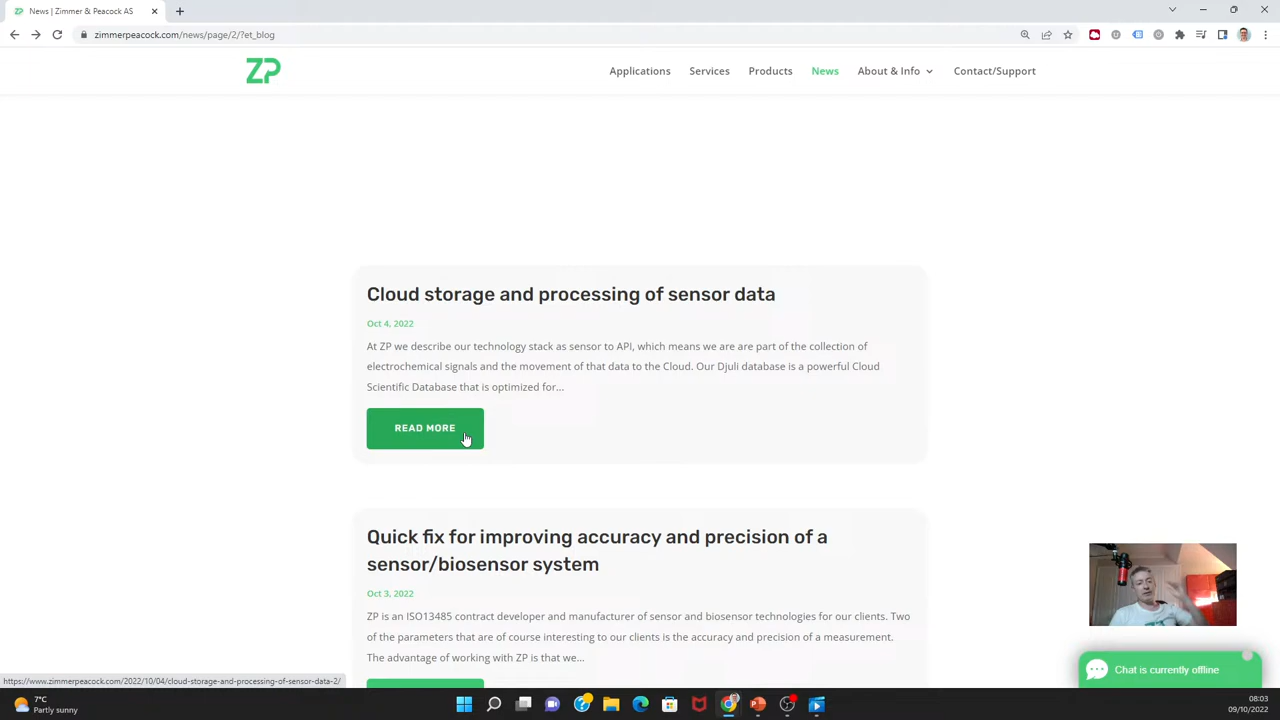 News | Zimmer & Peacock AS
zimmerpeacock.com/news/page/2/?et_blog
ZP
Applications
Services
Products
News
About & Info
Contact/Support
Cloud storage and processing of sensor data
Oct 4, 2022
At ZP we describe our technology stack as sensor to API, which means we are are part of the collection of
electrochemical signals and the movement of that data to the Cloud. Our Djuli database is a powerful Cloud
Scientific Database that is optimized for...
READ MORE
Quick fix for improving accuracy and precision of a
sensor/biosensor system
Oct 3, 2022
ZP is an ISO13485 contract developer and manufacturer of sensor and biosensor technologies for our clients. Two
of the parameters that are of course interesting to our clients is the accuracy and precision of a measurement.
The advantage of working with ZP is that we...
Chat is currently offline
https://www.zimmerpeacock.com/2022/10/04/cloud-storage-and-processing-of-sensor-data-2/
7°C
Partly sunny
08:03
09/10/2022